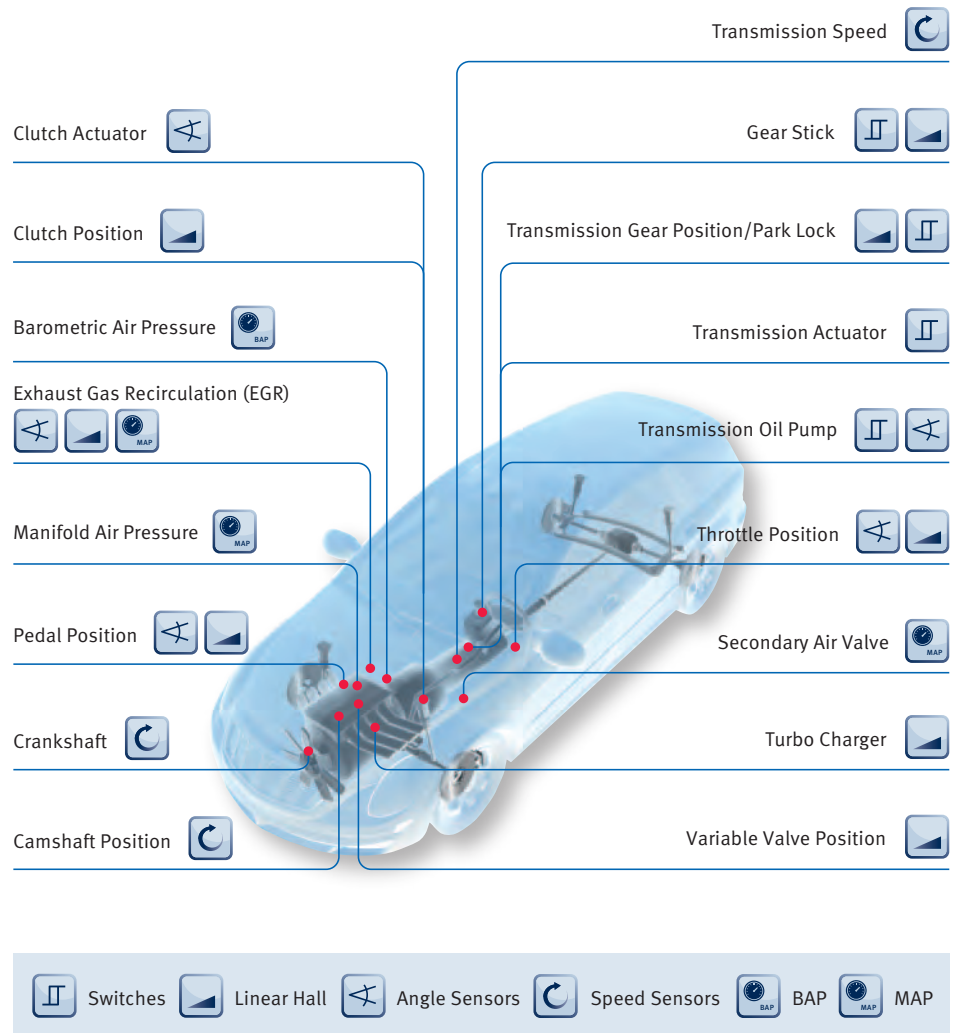 Transmission Speed
Clutch Actuator
Gear Stick
Clutch Position
Transmission Gear Position/Park Lock
Barometric Air Pressure
BAP
Transmission Actuator
Exhaust Gas Recirculation (EGR)
MAP
Transmission Oil Pump
Manifold Air Pressure
MAP
Throttle Position
Pedal Position
Secondary Air Valve
MAP
Crankshaft
Turbo Charger
Camshaft Position
Variable Valve Position
Switches
Linear Hall
Angle Sensors
Speed Sensors
BAP
BAP
MAP
MAP